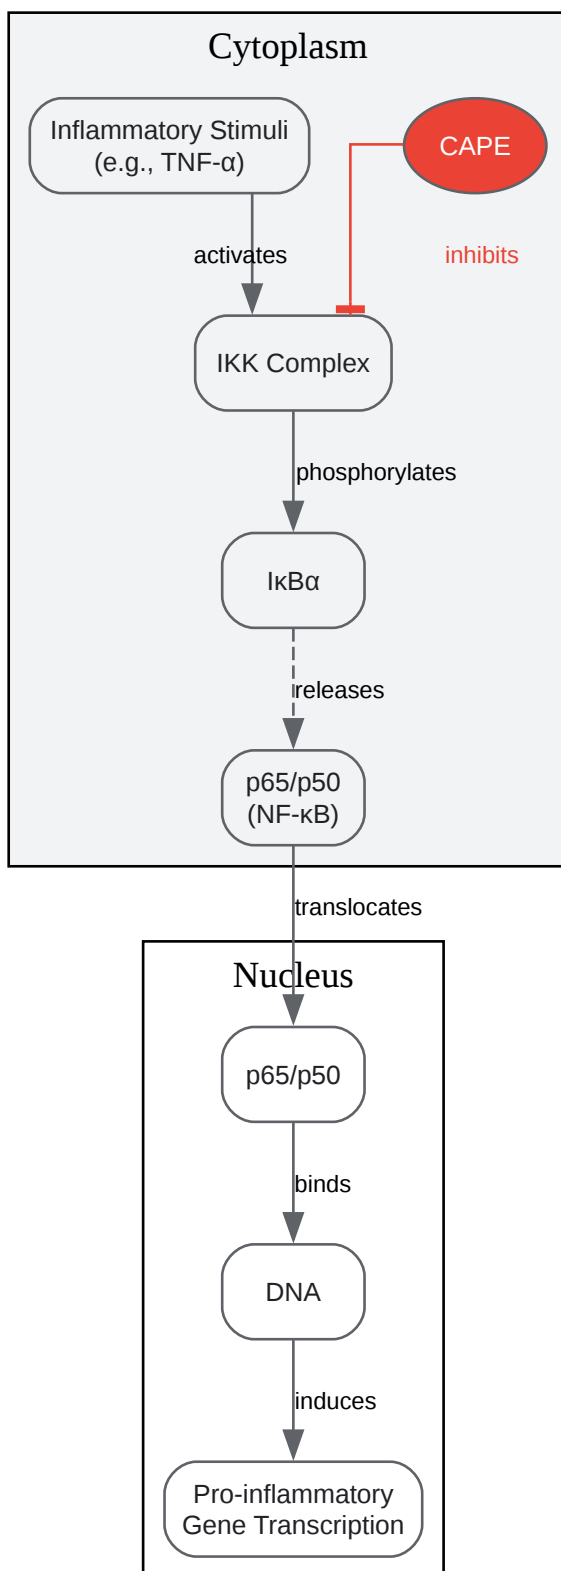 Cytoplasm
Inflammatory Stimuli
(e.g., TNF-α)
CAPE
activates
inhibits
IKK Complex
phosphorylates
IκBα
releases
p65/p50
(NF-κB)
translocates
Nucleus
p65/p50
binds
DNA
induces
Pro-inflammatory
Gene Transcription